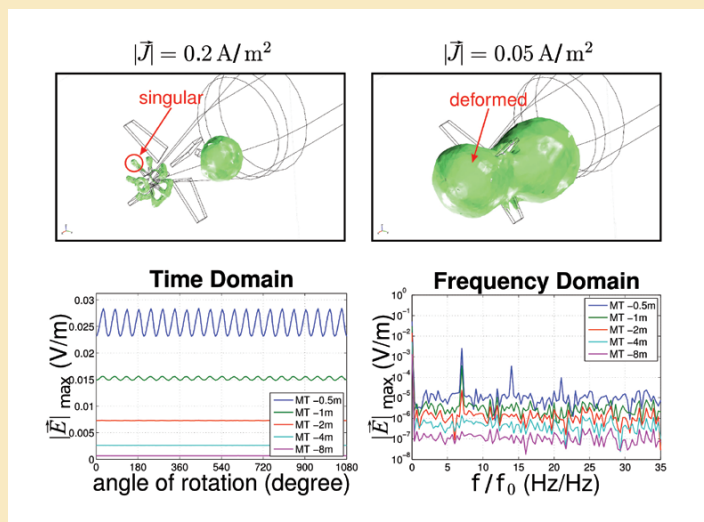 |J⃗| = 0.2 A/m²
|J⃗| = 0.05 A/m²
singular
deformed
Time Domain
|E⃗| max (V/m)
0.03
0.025
0.02
0.015
0.01
0.005
0
MT -0.5m
MT -1m
MT -2m
MT -4m
MT -8m
0 180 360 540 720 900 1080
angle of rotation (degree)
Frequency Domain
|E⃗| max (V/m)
10⁰
10⁻¹
10⁻²
10⁻³
10⁻⁴
10⁻⁵
10⁻⁶
10⁻⁷
10⁻⁸
MT -0.5m
MT -1m
MT -2m
MT -4m
MT -8m
0 5 10 15 20 25 30 35
f/f₀ (Hz/Hz)